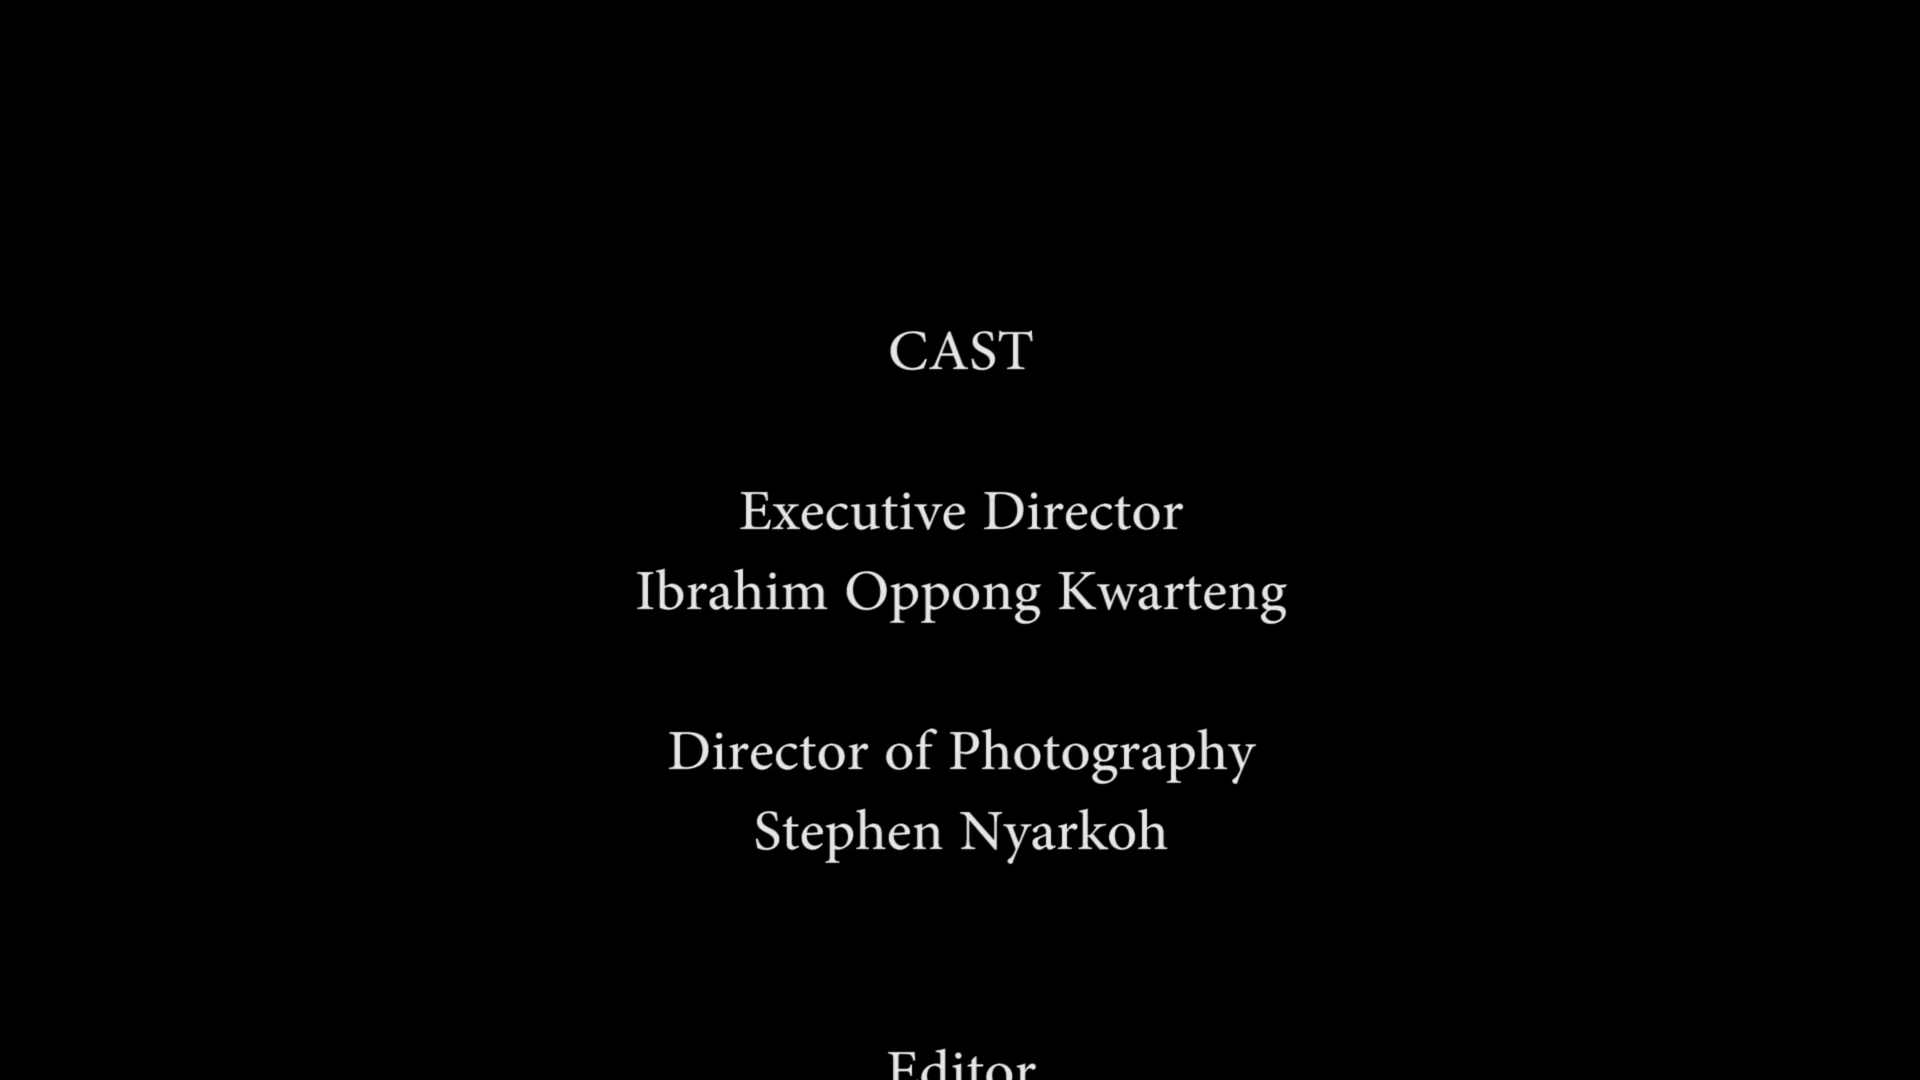 CAST
Executive Director
Ibrahim Oppong Kwarteng
Director of Photography
Stephen Nyarkoh
Editor